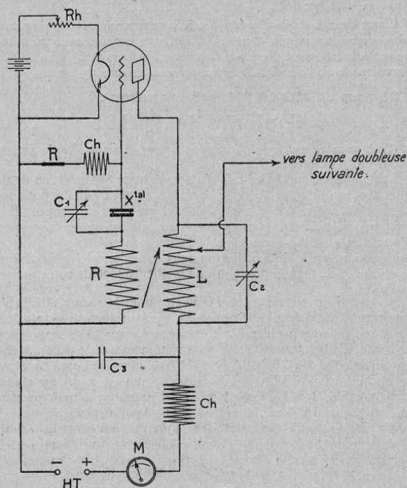 Rh
R
Ch
vers lampe doubleuse
suivante.
C1
Xtal
R
L
C2
C3
Ch
M
- +
HT